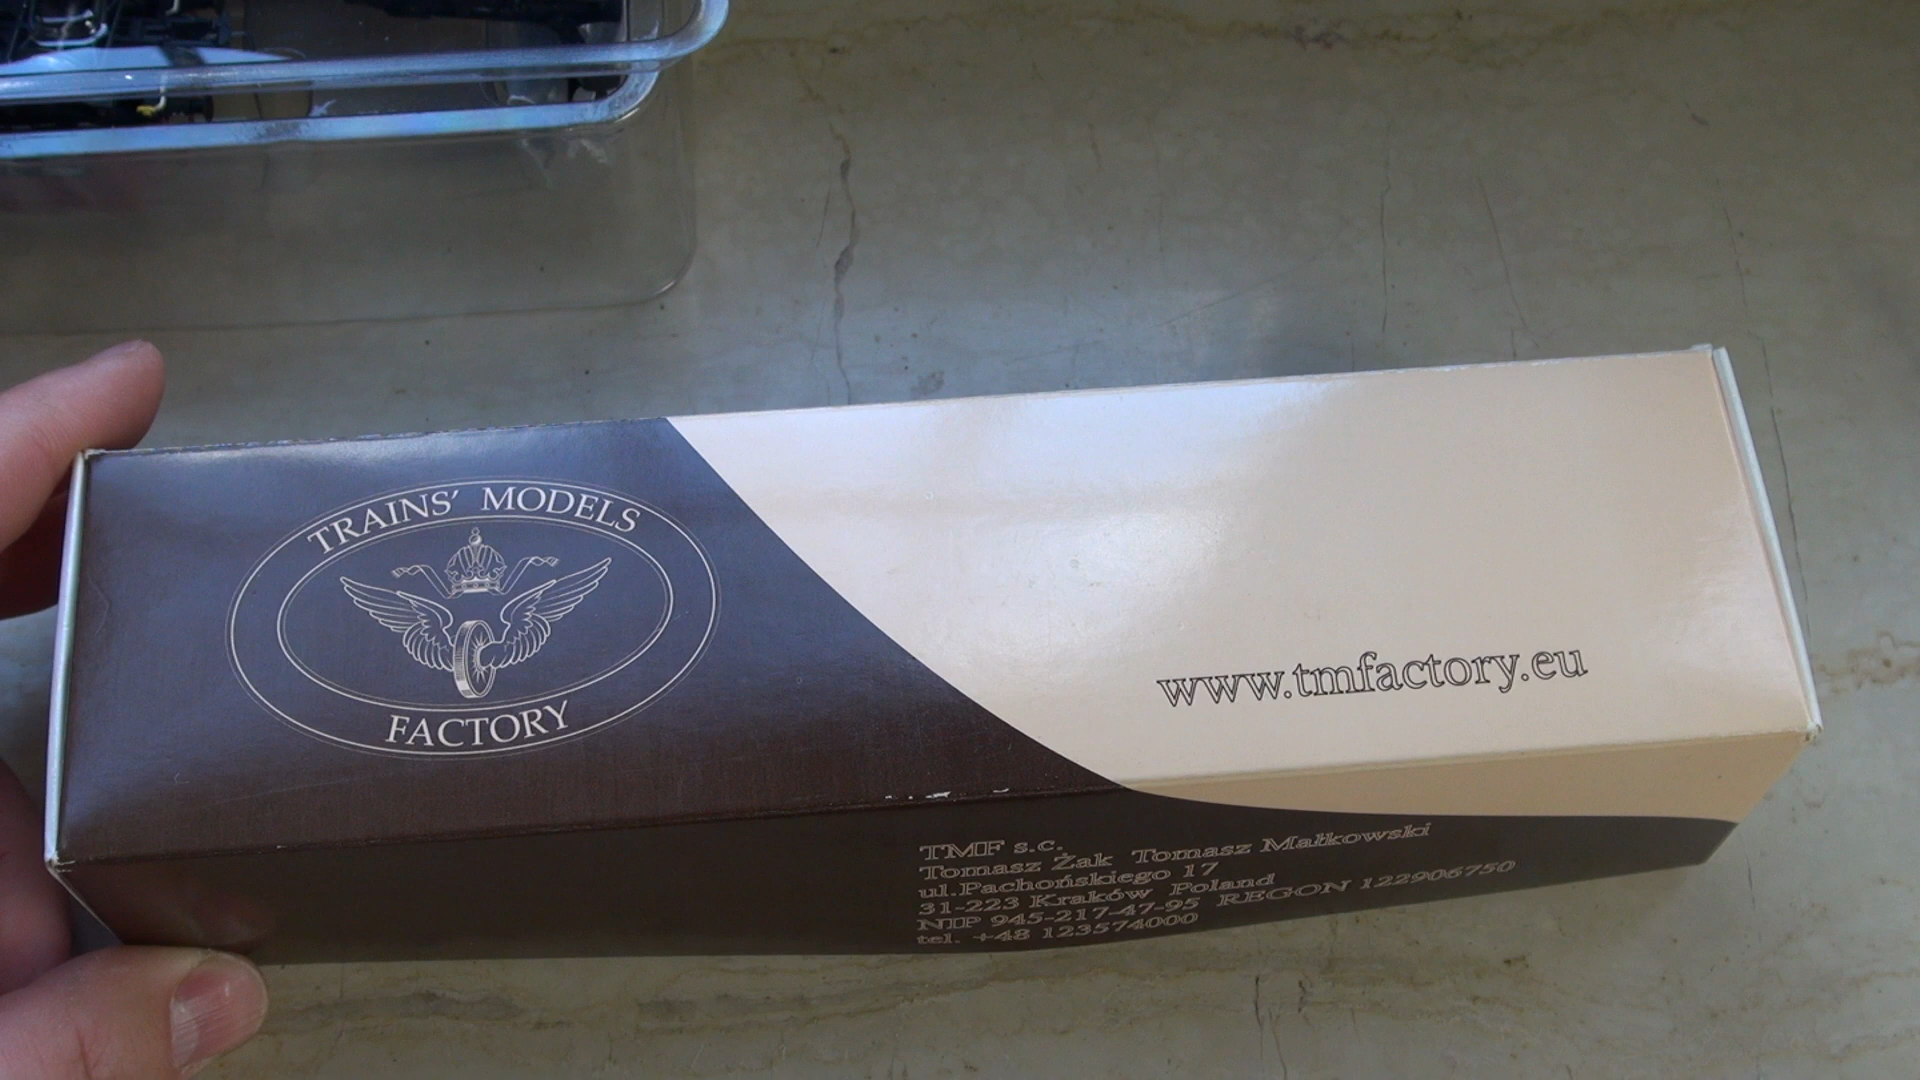 TRAINS' MODELS
FACTORY
www.tmfactory.eu
TMF s.c.
Tomasz Żak Tomasz Małkowski
ul.Pachońskiego 17
31-223 Kraków Poland
NIP 945-217-47-95 REGON 122906750
tel. +48 123574000